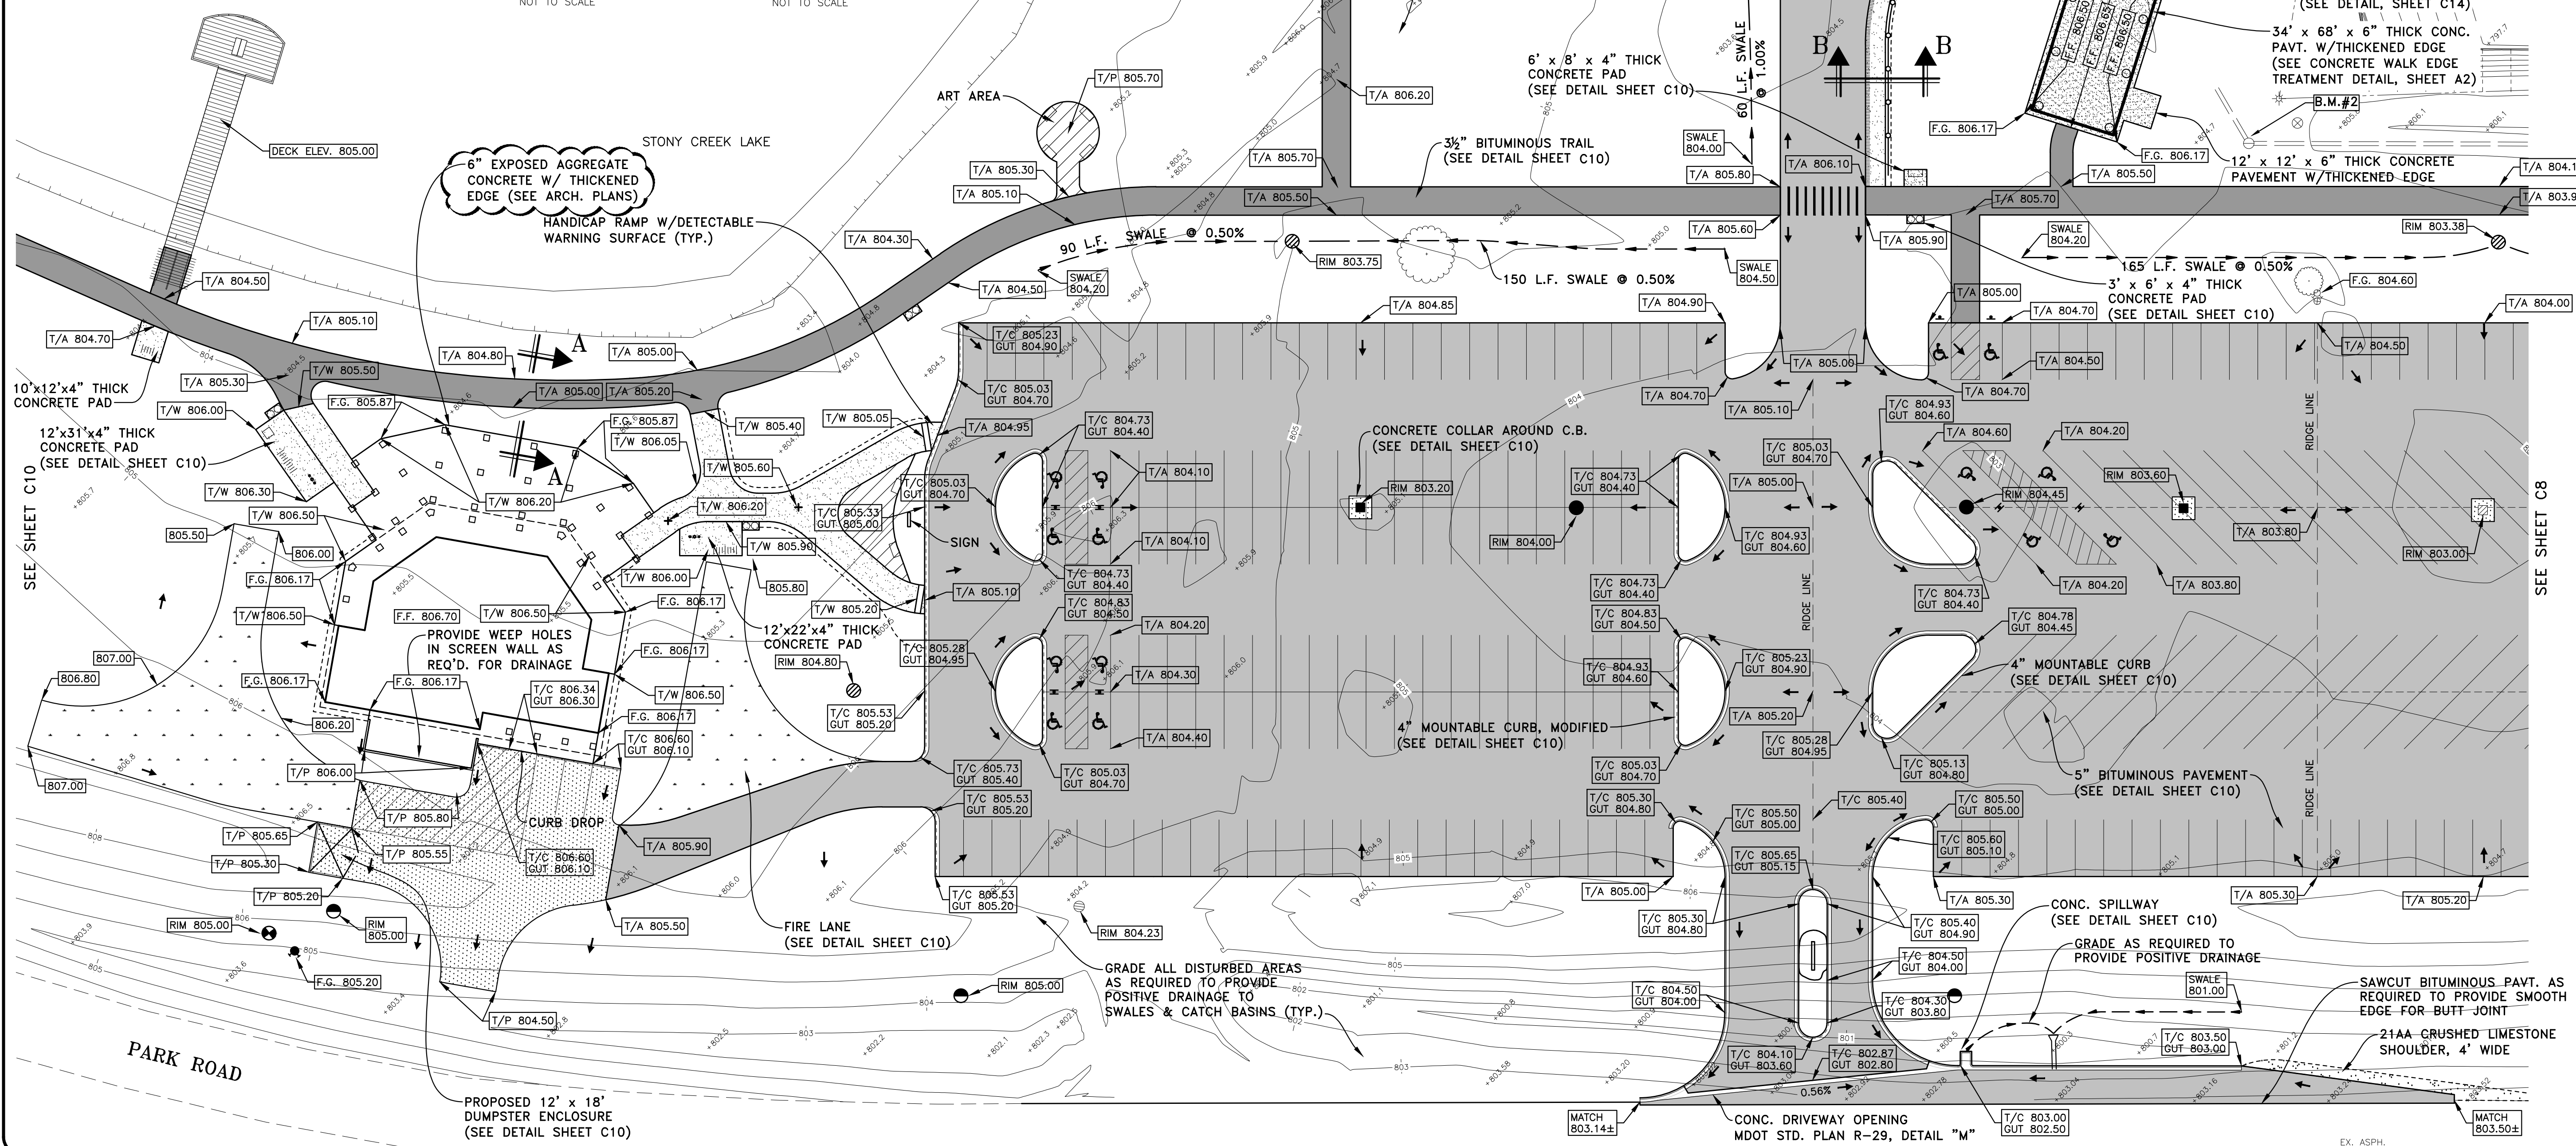 NOT TO SCALE
NOT TO SCALE
(SEE DETAIL, SHEET C14)
34' x 68' x 6" THICK CONC.
PAVT. W/THICKENED EDGE
(SEE CONCRETE WALK EDGE
TREATMENT DETAIL, SHEET A2)
F.F. 806.50
F.F. 806.65
F.F. 806.50
B.M.#2
F.G. 806.17
F.G. 806.17
12' x 12' x 6" THICK CONCRETE
PAVEMENT W/THICKENED EDGE
T/A 805.50
6' x 8' x 4" THICK
CONCRETE PAD
(SEE DETAIL SHEET C10)
60 L.F. SWALE
@ 1.00%
B
B
T/P 805.70
ART AREA
T/A 806.20
DECK ELEV. 805.00
STONY CREEK LAKE
6" EXPOSED AGGREGATE
CONCRETE W/ THICKENED
EDGE (SEE ARCH. PLANS)
HANDICAP RAMP W/DETECTABLE
WARNING SURFACE (TYP.)
T/A 805.30
T/A 805.10
T/A 805.70
3½" BITUMINOUS TRAIL
(SEE DETAIL SHEET C10)
SWALE
804.00
T/A 805.80
T/A 806.10
T/A 805.50
T/A 805.60
T/A 805.90
T/A 805.70
SWALE
804.20
RIM 803.38
T/A 804.30
90 L.F. SWALE @ 0.50%
RIM 803.75
150 L.F. SWALE @ 0.50%
SWALE
804.50
165 L.F. SWALE @ 0.50%
3' x 6' x 4" THICK
CONCRETE PAD
(SEE DETAIL SHEET C10)
F.G. 804.60
T/A 804.50
T/A 804.50
SWALE
804.20
T/A 804.85
T/A 804.90
T/A 805.00
T/A 804.70
T/A 804.00
T/A 804.70
T/A 805.10
T/A 804.80
A
T/A 805.00
T/C 805.23
GUT 804.90
T/A 804.50
T/A 805.00
T/A 804.50
T/A 805.30
T/W 805.50
T/A 805.00
T/A 805.20
T/C 805.03
GUT 804.70
T/A 804.70
T/A 805.10
T/A 804.70
10'x12'x4" THICK
CONCRETE PAD
T/W 806.00
F.G. 805.87
F.G. 805.87
T/W 806.05
T/W 805.40
T/W 805.05
T/A 804.95
T/C 804.73
GUT 804.40
CONCRETE COLLAR AROUND C.B.
(SEE DETAIL SHEET C10)
T/C 804.93
GUT 804.60
T/A 804.60
T/A 804.20
RIDGE LINE
12'x31'x4" THICK
CONCRETE PAD
(SEE DETAIL SHEET C10)
A
T/W 805.60
T/C 805.03
GUT 804.70
T/A 804.10
RIM 803.20
T/C 804.73
GUT 804.40
T/A 805.00
T/C 805.03
GUT 804.70
RIM 804.45
RIM 803.60
SEE SHEET C10
T/W 806.30
T/W 806.50
T/W 806.20
T/W 806.20
T/C 805.33
GUT 805.00
SIGN
T/A 804.10
RIM 804.00
T/C 804.93
GUT 804.60
T/A 803.80
RIM 803.00
SEE SHEET C8
805.50
806.00
T/W 805.90
T/W 806.00
805.80
T/A 805.10
T/C 804.73
GUT 804.40
T/C 804.73
GUT 804.40
T/C 804.73
GUT 804.40
T/A 804.20
T/A 803.80
F.G. 806.17
F.G. 806.17
T/W 806.50
F.F. 806.70
T/W 806.50
T/W 805.20
T/C 804.83
GUT 804.50
T/A 804.20
T/C 804.83
GUT 804.50
RIDGE LINE
T/C 804.78
GUT 804.45
PROVIDE WEEP HOLES
IN SCREEN WALL AS
REQ'D. FOR DRAINAGE
12'x22'x4" THICK
CONCRETE PAD
F.G. 806.17
RIM 804.80
T/C 805.28
GUT 804.95
T/A 804.30
T/C 804.93
GUT 804.60
T/C 805.23
GUT 804.90
4" MOUNTABLE CURB
(SEE DETAIL SHEET C10)
807.00
806.80
F.G. 806.17
F.G. 806.17
T/C 806.34
GUT 806.30
T/W 806.50
F.G. 806.17
806.20
T/C 805.53
GUT 805.20
T/A 804.40
4" MOUNTABLE CURB, MODIFIED
(SEE DETAIL SHEET C10)
T/A 805.20
T/C 805.28
GUT 804.95
T/C 806.60
GUT 806.10
T/P 806.00
807.00
T/C 805.73
GUT 805.40
T/C 805.03
GUT 804.70
T/C 805.03
GUT 804.70
T/C 805.13
GUT 804.80
5" BITUMINOUS PAVEMENT
(SEE DETAIL SHEET C10)
RIDGE LINE
T/P 805.80
CURB DROP
T/C 805.53
GUT 805.20
T/C 805.30
GUT 804.80
T/C 805.50
GUT 805.00
T/C 805.40
T/C 805.50
GUT 805.00
T/P 805.65
T/P 805.55
T/P 805.30
T/C 806.60
GUT 806.10
T/A 805.90
T/C 805.60
GUT 805.10
T/C 805.65
GUT 805.15
T/P 805.20
T/C 805.53
GUT 805.20
T/A 805.00
T/A 805.30
T/A 805.30
T/A 805.20
RIM 805.00
RIM
805.00
T/A 805.50
FIRE LANE
(SEE DETAIL SHEET C10)
RIM 804.23
T/C 805.30
GUT 804.80
T/C 805.40
GUT 804.90
CONC. SPILLWAY
(SEE DETAIL SHEET C10)
GRADE AS REQUIRED TO
PROVIDE POSITIVE DRAINAGE
F.G. 805.20
RIM 805.00
GRADE ALL DISTURBED AREAS
AS REQUIRED TO PROVIDE
POSITIVE DRAINAGE TO
SWALES & CATCH BASINS (TYP.)
T/C 804.50
GUT 804.00
T/C 804.50
GUT 804.00
T/C 804.30
GUT 803.80
SWALE
801.00
SAWCUT BITUMINOUS PAVT. AS
REQUIRED TO PROVIDE SMOOTH
EDGE FOR BUTT JOINT
T/P 804.50
PARK ROAD
T/C 804.10
GUT 803.60
T/C 802.87
GUT 802.80
T/C 803.50
GUT 803.00
21AA CRUSHED LIMESTONE
SHOULDER, 4' WIDE
0.56%
PROPOSED 12' x 18'
DUMPSTER ENCLOSURE
(SEE DETAIL SHEET C10)
MATCH
803.14±
CONC. DRIVEWAY OPENING
MDOT STD. PLAN R-29, DETAIL "M"
T/C 803.00
GUT 802.50
MATCH
803.50±
EX. ASPH.